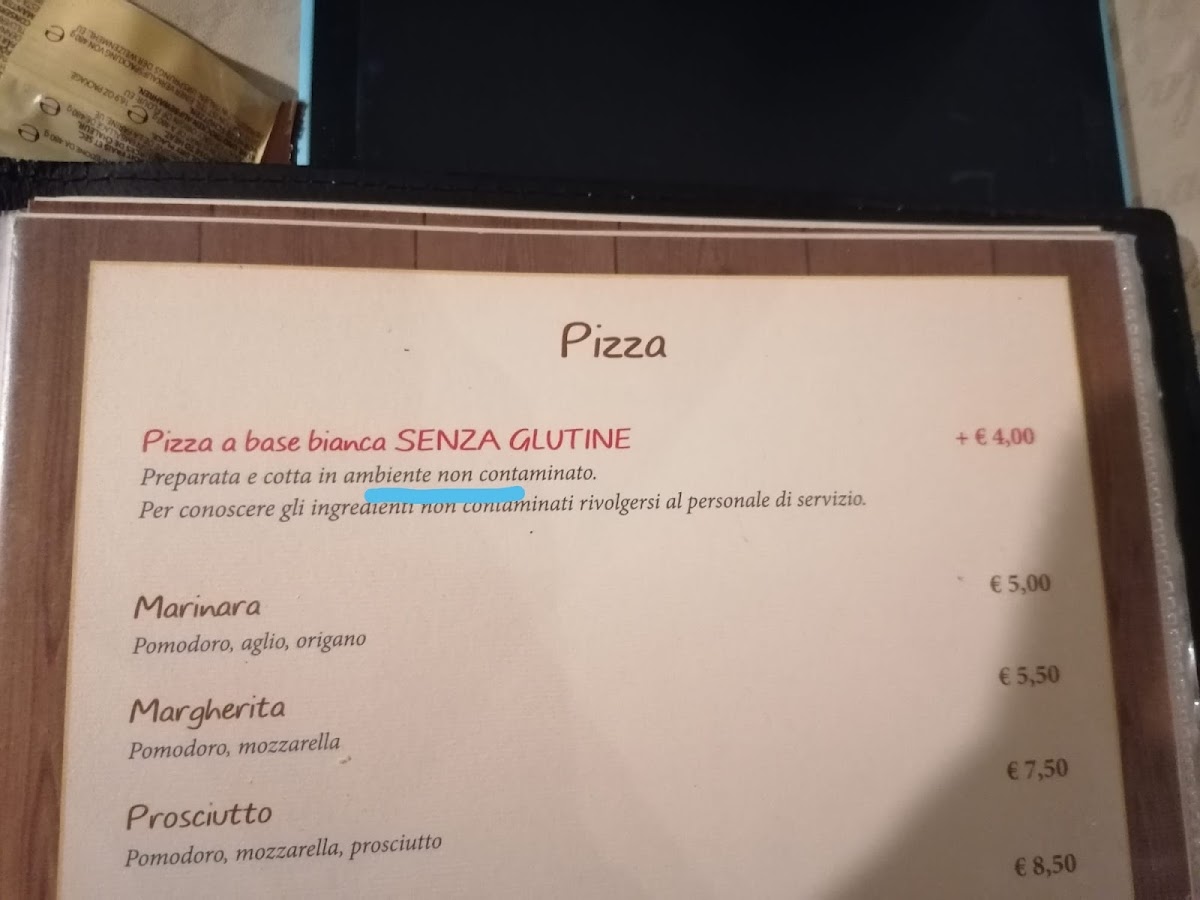 Pizza
Pizza a base bianca SENZA GLUTINE + € 4,00
Preparata e cotta in ambiente non contaminato.
Per conoscere gli ingredienti non contaminati rivolgersi al personale di servizio.
Marinara € 5,00
Pomodoro, aglio, origano
Margherita € 5,50
Pomodoro, mozzarella
Prosciutto € 7,50
Pomodoro, mozzarella, prosciutto
€ 8,50